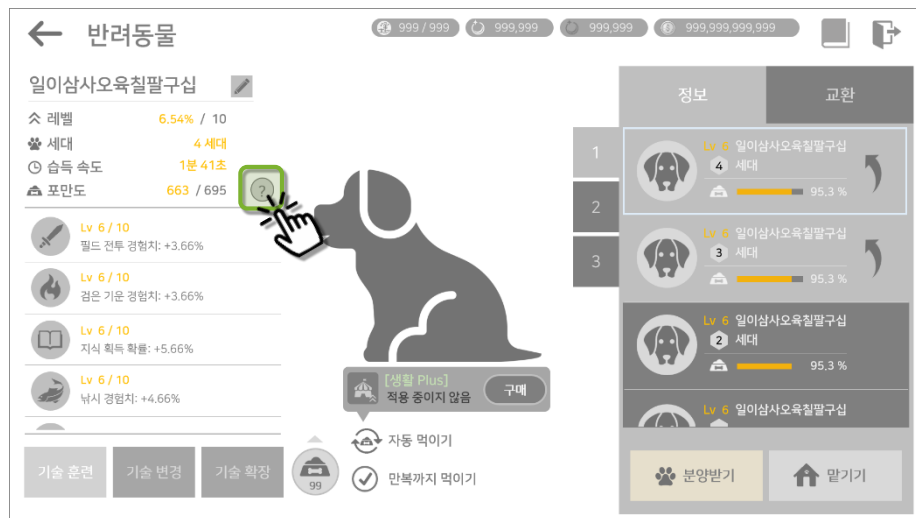 반려동물
999 / 999
999,999
999,999
999,999,999,999
일이삼사오육칠팔구십
레벨 6.54% / 10
세대 4 세대
습득 속도 1분 41초
포만도 663 / 695
?
Lv 6 / 10
필드 전투 경험치: +3.66%
Lv 6 / 10
검은 기운 경험치: +3.66%
Lv 6 / 10
지식 획득 확률: +5.66%
Lv 6 / 10
낚시 경험치: +4.66%
기술 훈련
기술 변경
기술 확장
99
[생활 Plus]
적용 중이지 않음
구매
자동 먹이기
만복까지 먹이기
1
2
3
정보
교환
Lv 6 일이삼사오육칠팔구십
4 세대
95.3 %
Lv 6 일이삼사오육칠팔구십
3 세대
95.3 %
Lv 6 일이삼사오육칠팔구십
2 세대
95.3 %
Lv 6 일이삼사오육칠팔구십
분양받기
맡기기